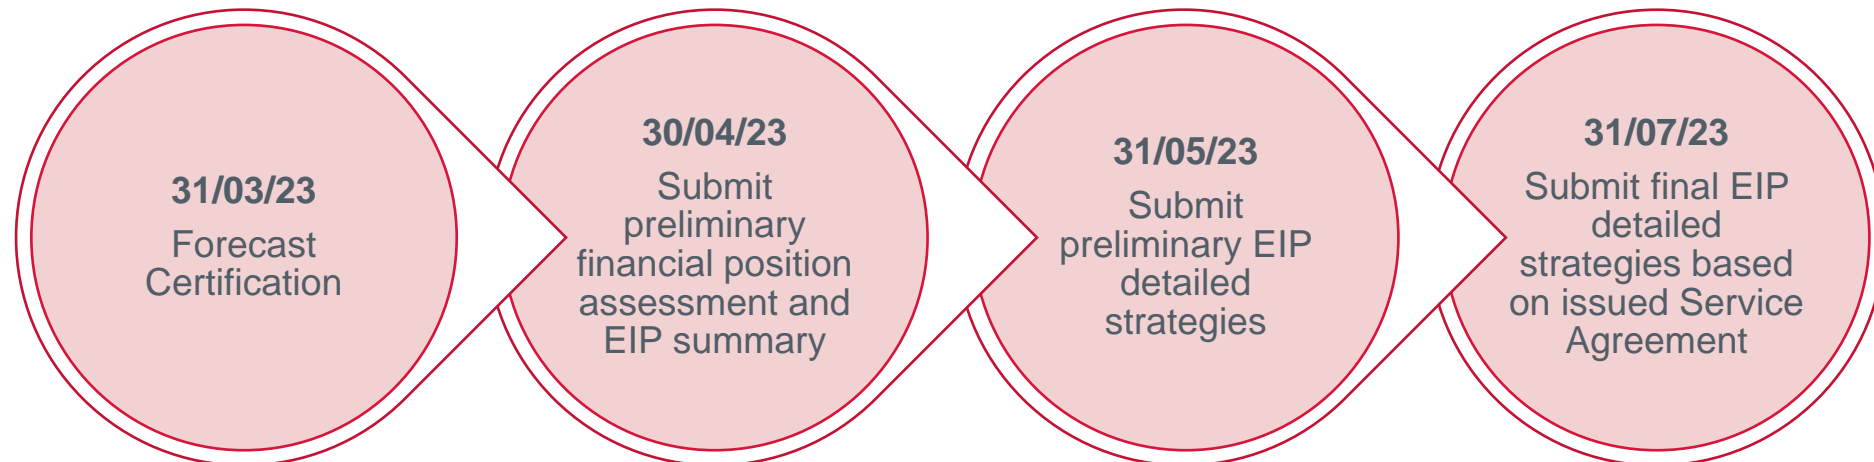 31/03/23
Forecast
Certification
30/04/23
Submit
preliminary
financial position
assessment and
EIP summary
31/05/23
Submit
preliminary EIP
detailed
strategies
31/07/23
Submit final EIP
detailed
strategies based
on issued Service
Agreement